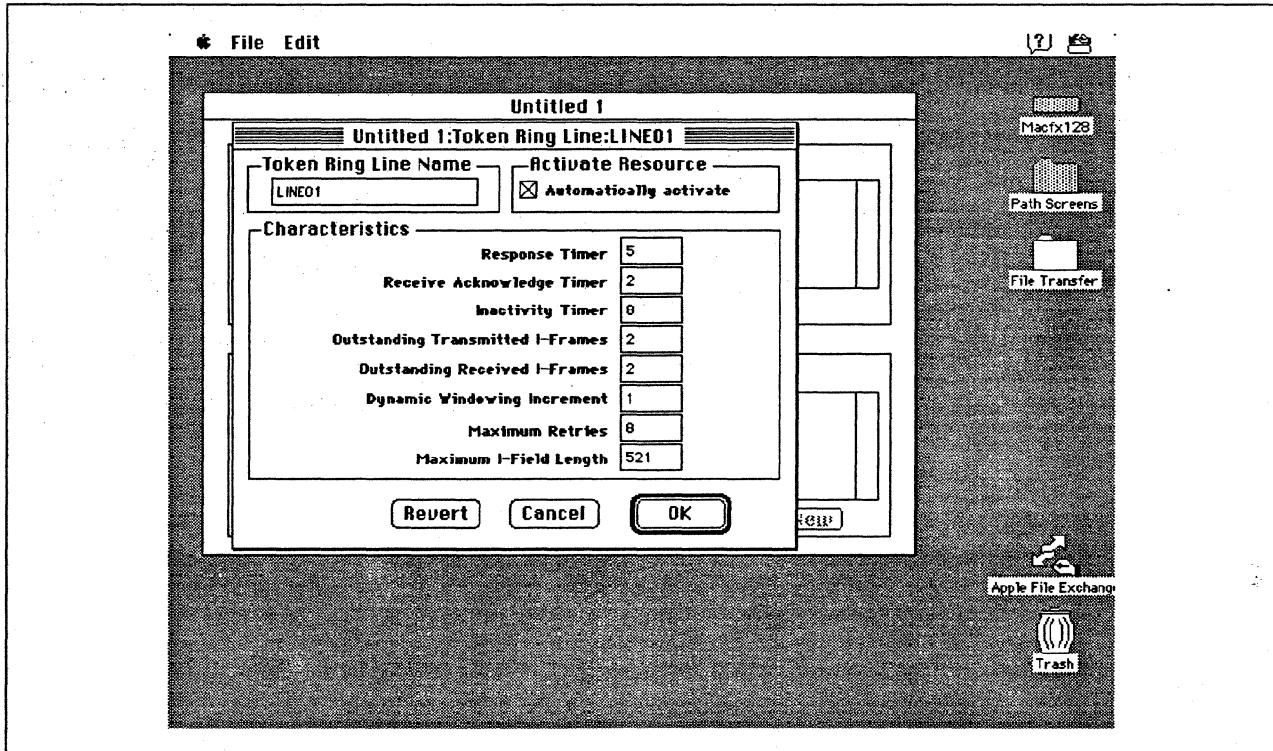 File Edit
Untitled 1
Untitled 1:Token Ring Line:LINE01
Token Ring Line Name
LINE01
Activate Resource
Automatically activate
Characteristics
Response Timer 5
Receive Acknowledge Timer 2
Inactivity Timer 8
Outstanding Transmitted I-Frames 2
Outstanding Received I-Frames 2
Dynamic Windowing Increment 1
Maximum Retries 8
Maximum I-Field Length 521
Revert Cancel OK
Macfx128
Path Screens
File Transfer
Apple File Exchang
Trash